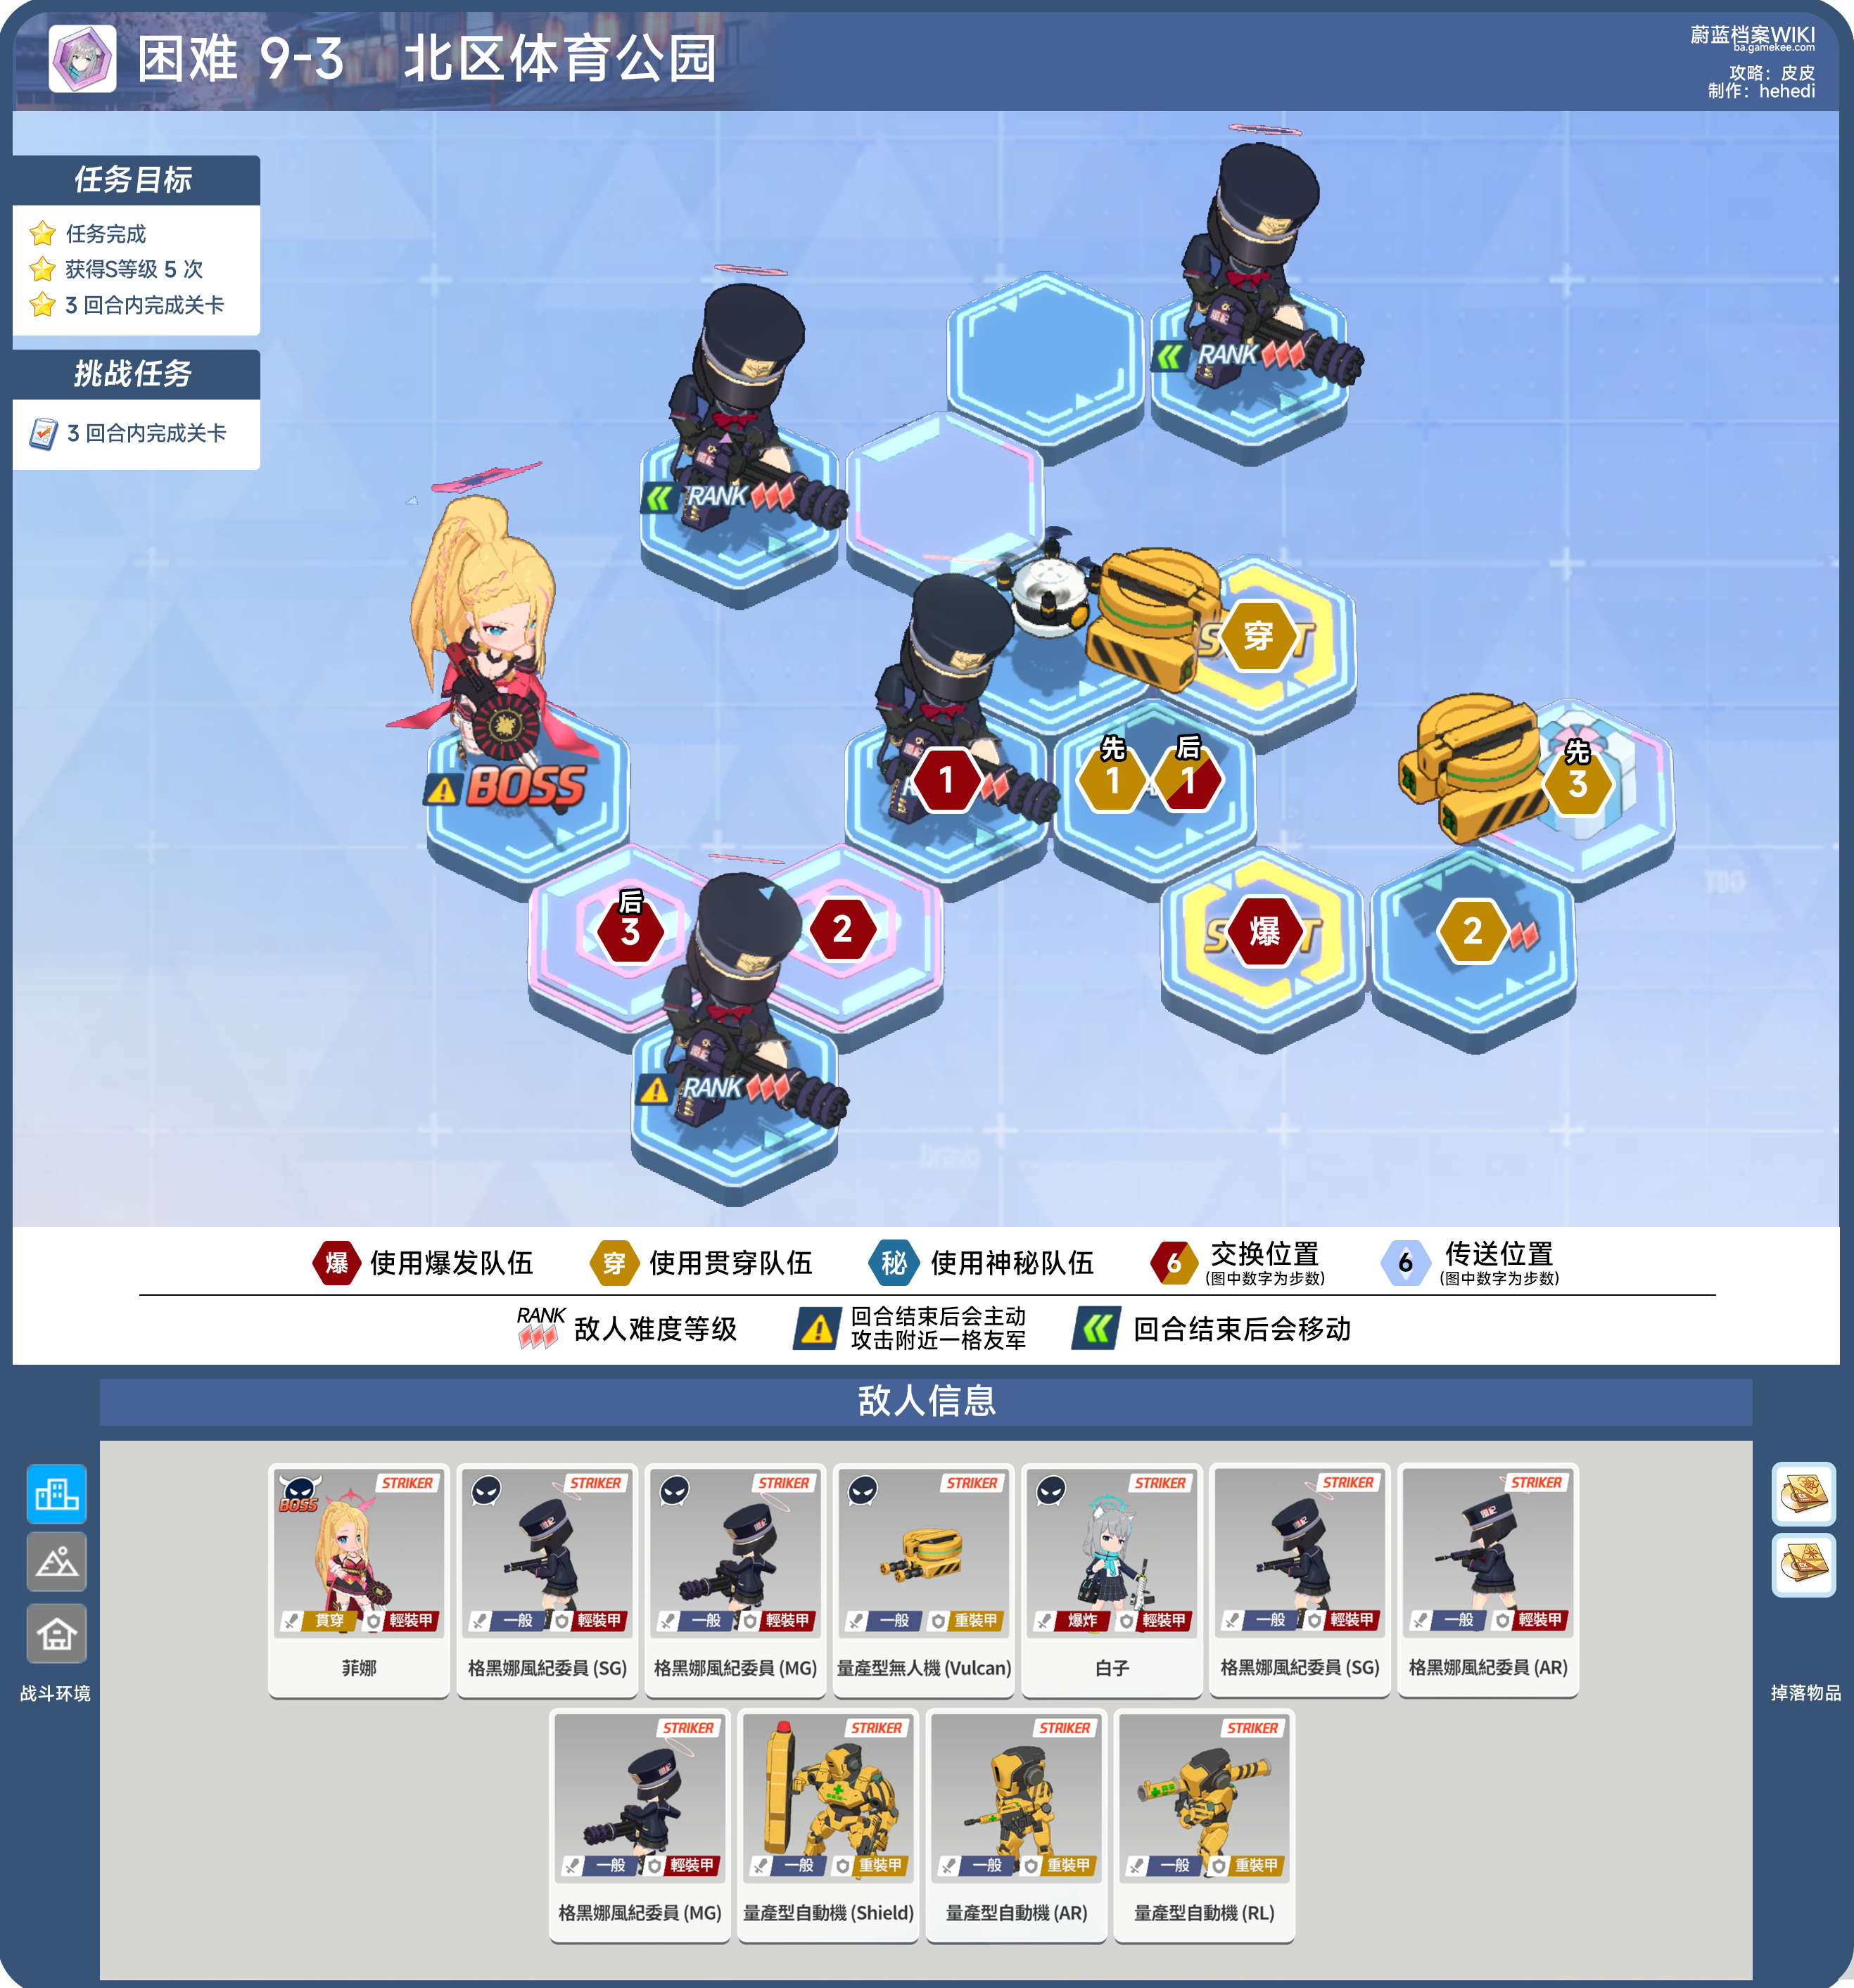 困难 9-3 北区体育公园
蔚蓝档案WIKI
ba.gamekee.com
攻略：皮皮
制作：hehedi
任务目标
任务完成
获得S等级 5 次
3 回合内完成关卡
挑战任务
3 回合内完成关卡
RANK
RANK
穿
BOSS
1
先
1
后
1
先
3
后
3
2
爆
2
RANK
爆 使用爆发队伍
穿 使用贯穿队伍
秘 使用神秘队伍
6 交换位置
(图中数字为步数)
6 传送位置
(图中数字为步数)
RANK 敌人难度等级
回合结束后会主动
攻击附近一格友军
回合结束后会移动
敌人信息
战斗环境
掉落物品
BOSS STRIKER
貫穿 輕裝甲
菲娜
STRIKER
一般 輕裝甲
格黑娜風紀委員 (SG)
STRIKER
一般 輕裝甲
格黑娜風紀委員 (MG)
STRIKER
一般 重裝甲
量產型無人機 (Vulcan)
STRIKER
爆炸 輕裝甲
白子
STRIKER
一般 輕裝甲
格黑娜風紀委員 (SG)
STRIKER
一般 輕裝甲
格黑娜風紀委員 (AR)
STRIKER
一般 輕裝甲
格黑娜風紀委員 (MG)
STRIKER
一般 重裝甲
量產型自動機 (Shield)
STRIKER
一般 重裝甲
量產型自動機 (AR)
STRIKER
一般 重裝甲
量產型自動機 (RL)